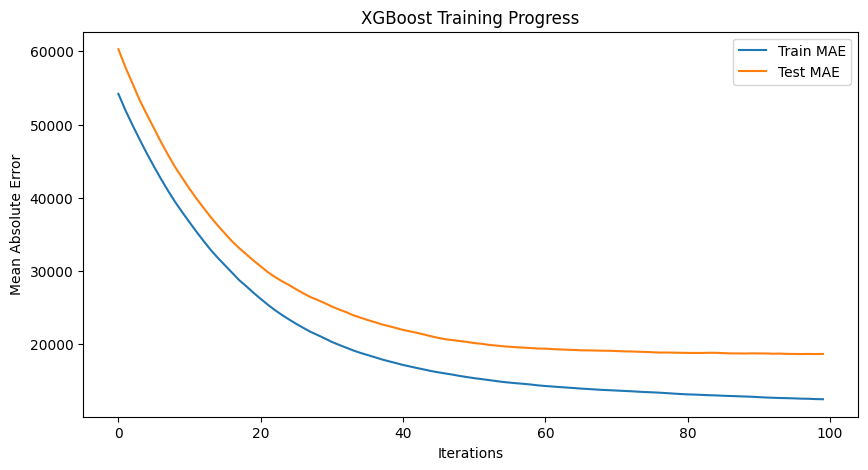 XGBoost Training Progress
Train MAE
Test MAE
Mean Absolute Error
60000
50000
40000
30000
20000
0 20 40 60 80 100
Iterations